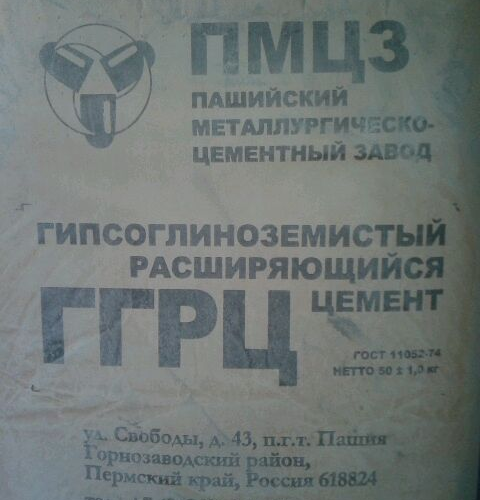 ПМЦЗ
ПАШИЙСКИЙ
МЕТАЛЛУРГИЧЕСКО-
ЦЕМЕНТНЫЙ ЗАВОД
ГИПСОГЛИНОЗЕМИСТЫЙ
РАСШИРЯЮЩИЙСЯ
ГГРЦ ЦЕМЕНТ
ГОСТ 11052-74
НЕТТО 50 ± 1,0 кг
ул. Свободы, д. 43, п.г.т. Пашия
Горнозаводский район,
Пермский край, Россия 618824